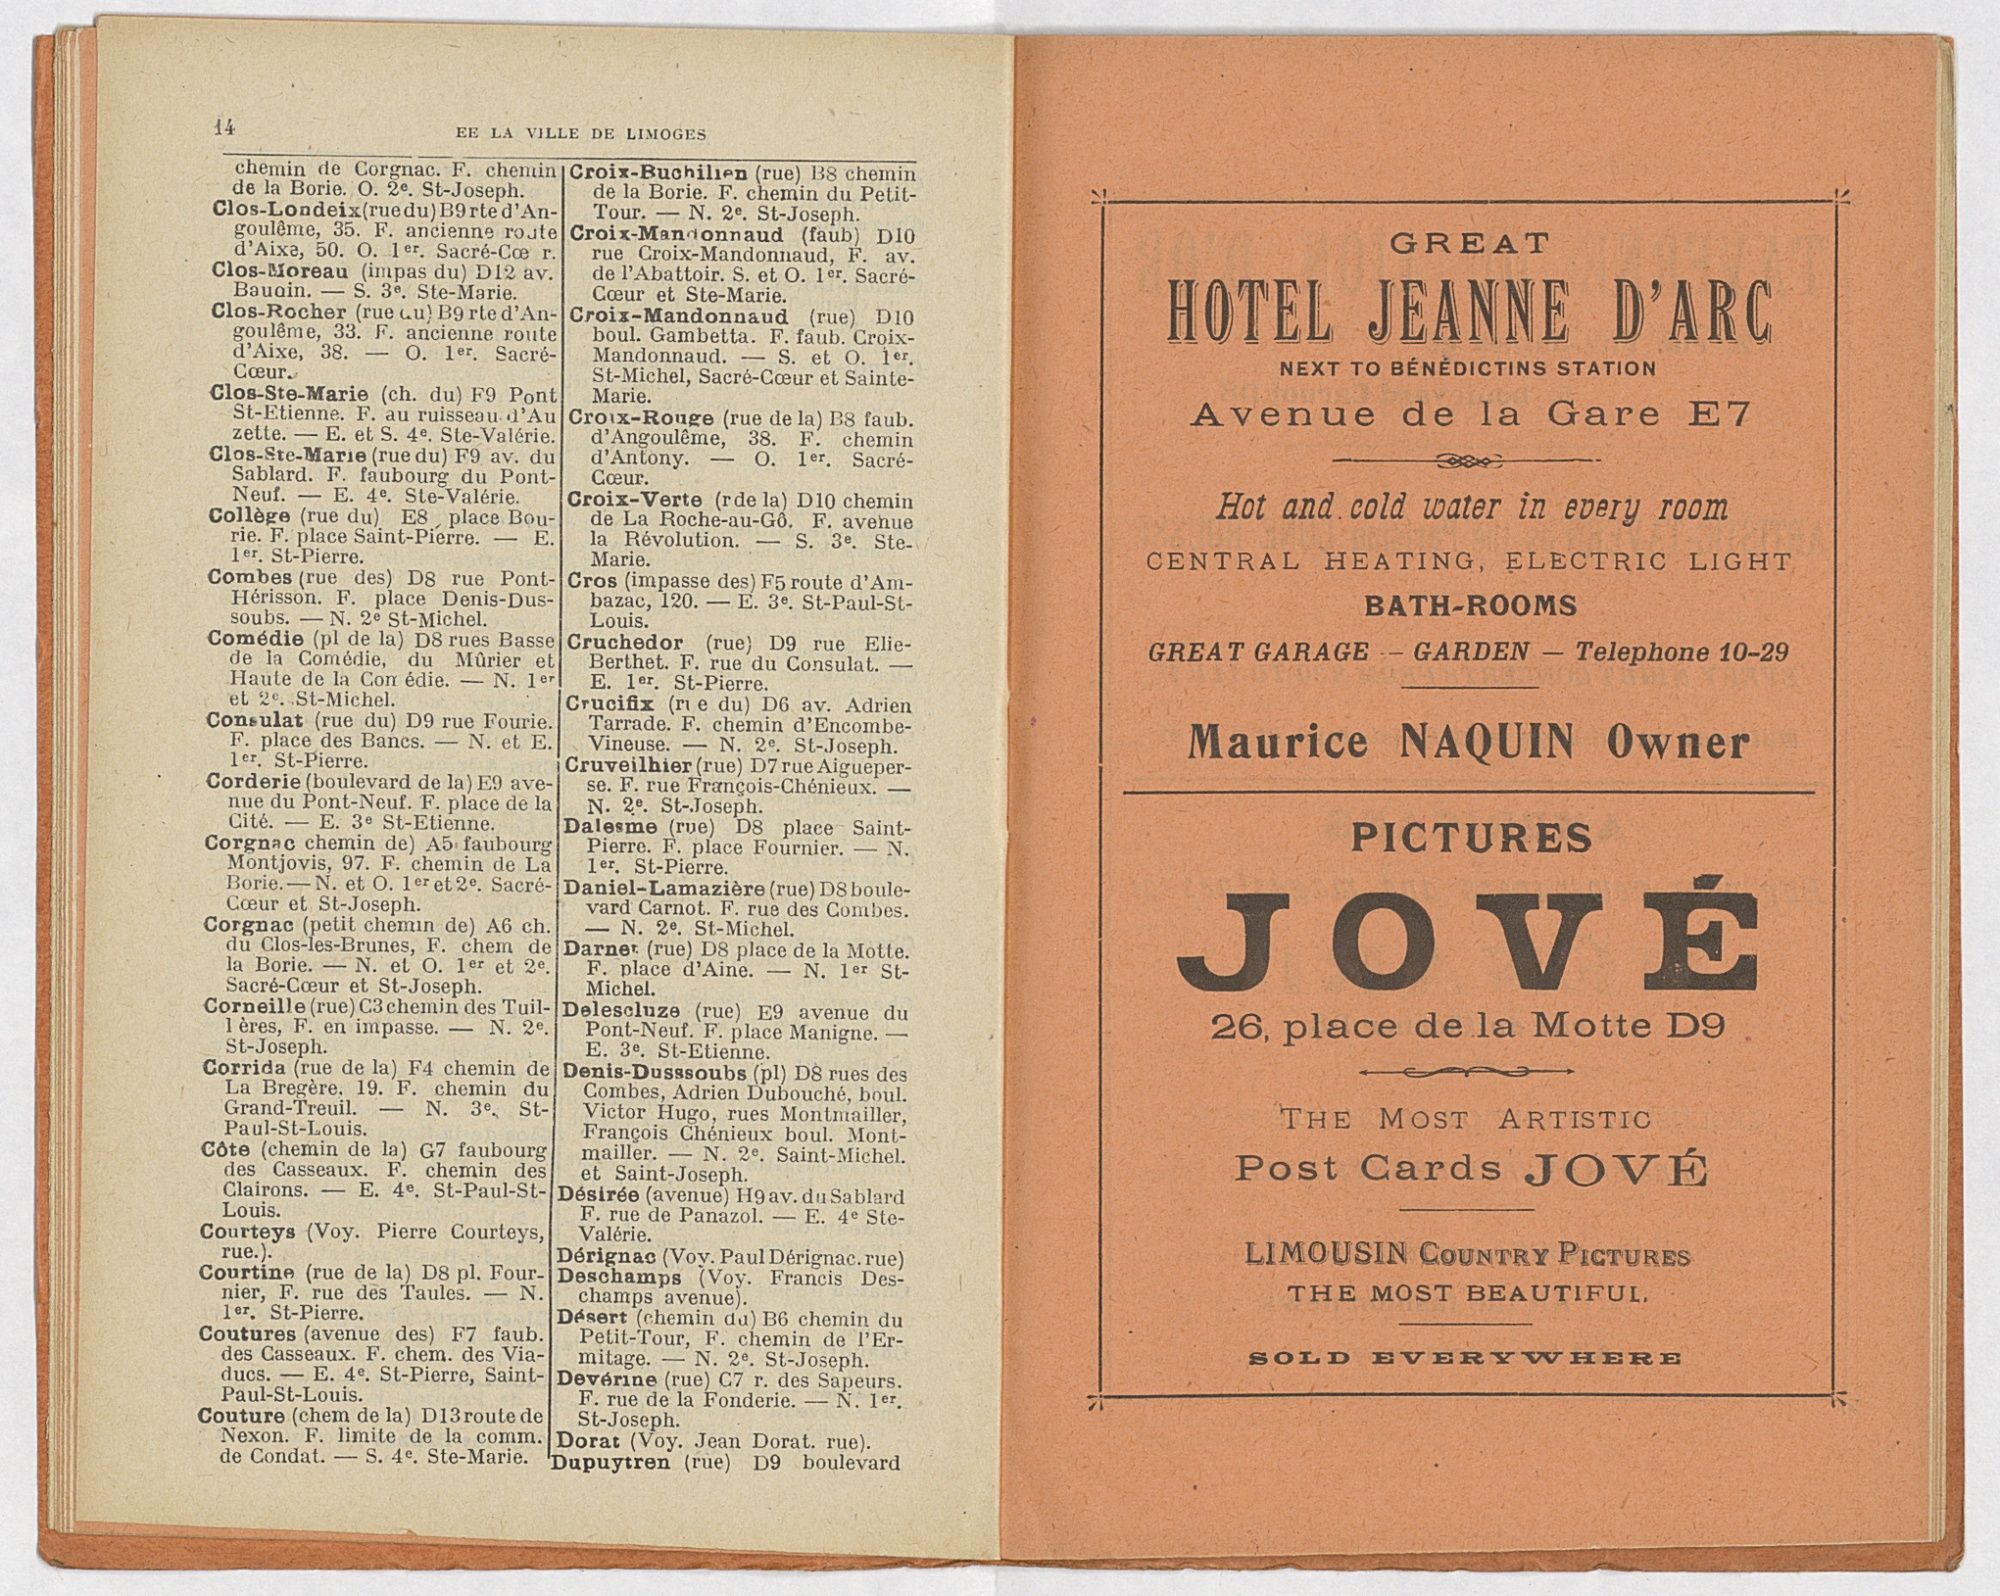 14
EE LA VILLE DE LIMOGES
chemin de Corgnac. F. chemin
de la Borie. O. 2e. St-Joseph.
Clos-Londeix (rue du) B9 rte d'An-
goulême, 35. F. ancienne route
d'Aixe, 50. O. 1er. Sacré-Cœ r.
Clos-Moreau (impas du) D12 av.
Baugin. — S. 3e. Ste-Marie.
Clos-Rocher (rue du) B9 rte d'An-
goulême, 33. F. ancienne route
d'Aixe, 38. — O. 1er. Sacré-
Cœur.
Clos-Ste-Marie (ch. du) F9 Pont
St-Etienne. F. au ruisseau d'Au
zette. — E. et S. 4e. Ste-Valérie.
Clos-Ste-Marie (rue du) F9 av. du
Sablard. F. faubourg du Pont-
Neuf. — E. 4e. Ste-Valérie.
Collège (rue du) E8 place Bou-
rie. F. place Saint-Pierre. — E.
1er. St-Pierre.
Combes (rue des) D8 rue Pont-
Hérisson. F. place Denis-Dus-
soubs. — N. 2e St-Michel.
Comédie (pl de la) D8 rues Basse
de la Comédie, du Mûrier et
Haute de la Com édie. — N. 1er
et 2e. St-Michel.
Consulat (rue du) D9 rue Fourie.
F. place des Bancs. — N. et E.
1er. St-Pierre.
Corderie (boulevard de la) E9 ave-
nue du Pont-Neuf. F. place de la
Cité. — E. 3e St-Etienne.
Corgnac chemin de) A5 faubourg
Montjovis, 97. F. chemin de La
Borie. — N. et O. 1er et 2e. Sacré-
Cœur et St-Joseph.
Corgnac (petit chemin de) A6 ch.
du Clos-les-Brunes, F. chem de
la Borie. — N. et O. 1er et 2e.
Sacré-Cœur et St-Joseph.
Corneille (rue) C3 chemin des Tuil-
l ères, F. en impasse. — N. 2e.
St-Joseph.
Corrida (rue de la) F4 chemin de
La Bregère, 19. F. chemin du
Grand-Treuil. — N. 3e. St-
Paul-St-Louis.
Côte (chemin de la) G7 faubourg
des Casseaux. F. chemin des
Clairons. — E. 4e. St-Paul-St-
Louis.
Courteys (Voy. Pierre Courteys,
rue.).
Courtine (rue de la) D8 pl. Four-
nier, F. rue des Taules. — N.
1er. St-Pierre.
Coutures (avenue des) F7 faub.
des Casseaux. F. chem. des Via-
ducs. — E. 4e. St-Pierre, Saint-
Paul-St-Louis.
Couture (chem de la) D13 route de
Nexon. F. limite de la comm.
de Condat. — S. 4e. Ste-Marie.
Croix-Buchilien (rue) B8 chemin
de la Borie. F. chemin du Petit-
Tour. — N. 2e. St-Joseph.
Croix-Mandonnaud (faub) D10
rue Croix-Mandonnaud, F. av.
de l'Abattoir. S. et O. 1er. Sacré-
Cœur et Ste-Marie.
Croix-Mandonnaud (rue) D10
boul. Gambetta. F. faub. Croix-
Mandonnaud. — S. et O. 1er.
St-Michel, Sacré-Cœur et Sainte-
Marie.
Croix-Rouge (rue de la) B8 faub.
d'Angoulême, 38. F. chemin
d'Antony. — O. 1er. Sacré-
Cœur.
Croix-Verte (r de la) D10 chemin
de La Roche-au-Gô. F. avenue
la Révolution. — S. 3e. Ste-
Marie.
Cros (impasse des) F5 route d'Am-
bazac, 120. — E. 3e. St-Paul-St-
Louis.
Cruchedor (rue) D9 rue Elie-
Berthet. F. rue du Consulat. —
E. 1er. St-Pierre.
Crucifix (ru e du) D6 av. Adrien
Tarrade. F. chemin d'Encombe-
Vineuse. — N. 2e. St-Joseph.
Cruveilhier (rue) D7 rue Aigueper-
se. F. rue François-Chénieux. —
N. 2e. St-Joseph.
Dalesme (rue) D8 place Saint-
Pierre. F. place Fournier. — N.
1er. St-Pierre.
Daniel-Lamazière (rue) D8 boule-
vard Carnot. F. rue des Combes.
— N. 2e. St-Michel.
Darnet (rue) D8 place de la Motte.
F. place d'Aine. — N. 1er St-
Michel.
Delescluze (rue) E9 avenue du
Pont-Neuf. F. place Manigne. —
E. 3e. St-Etienne.
Denis-Dusssoubs (pl) D8 rues des
Combes, Adrien Dubouché, boul.
Victor Hugo, rues Montmailler,
François Chénieux boul. Mont-
mailler. — N. 2e. Saint-Michel.
et Saint-Joseph.
Désirée (avenue) H9 av. du Sablard
F. rue de Panazol. — E. 4e Ste-
Valérie.
Dérignac (Voy. Paul Dérignac. rue)
Deschamps (Voy. Francis Des-
champs avenue).
Désert (chemin du) B6 chemin du
Petit-Tour, F. chemin de l'Er-
mitage. — N. 2e. St-Joseph.
Devérine (rue) C7 r. des Sapeurs.
F. rue de la Fonderie. — N. 1er.
St-Joseph.
Dorat (Voy. Jean Dorat. rue).
Dupuytren (rue) D9 boulevard
GREAT
HOTEL JEANNE D'ARC
NEXT TO BÉNÉDICTINS STATION
Avenue de la Gare E7
Hot and cold water in every room
CENTRAL HEATING, ELECTRIC LIGHT
BATH-ROOMS
GREAT GARAGE — GARDEN — Telephone 10-29
Maurice NAQUIN Owner
PICTURES
JOVÉ
26, place de la Motte D9
THE MOST ARTISTIC
Post Cards JOVÉ
LIMOUSIN COUNTRY PICTURES
THE MOST BEAUTIFUL.
SOLD EVERYWHERE